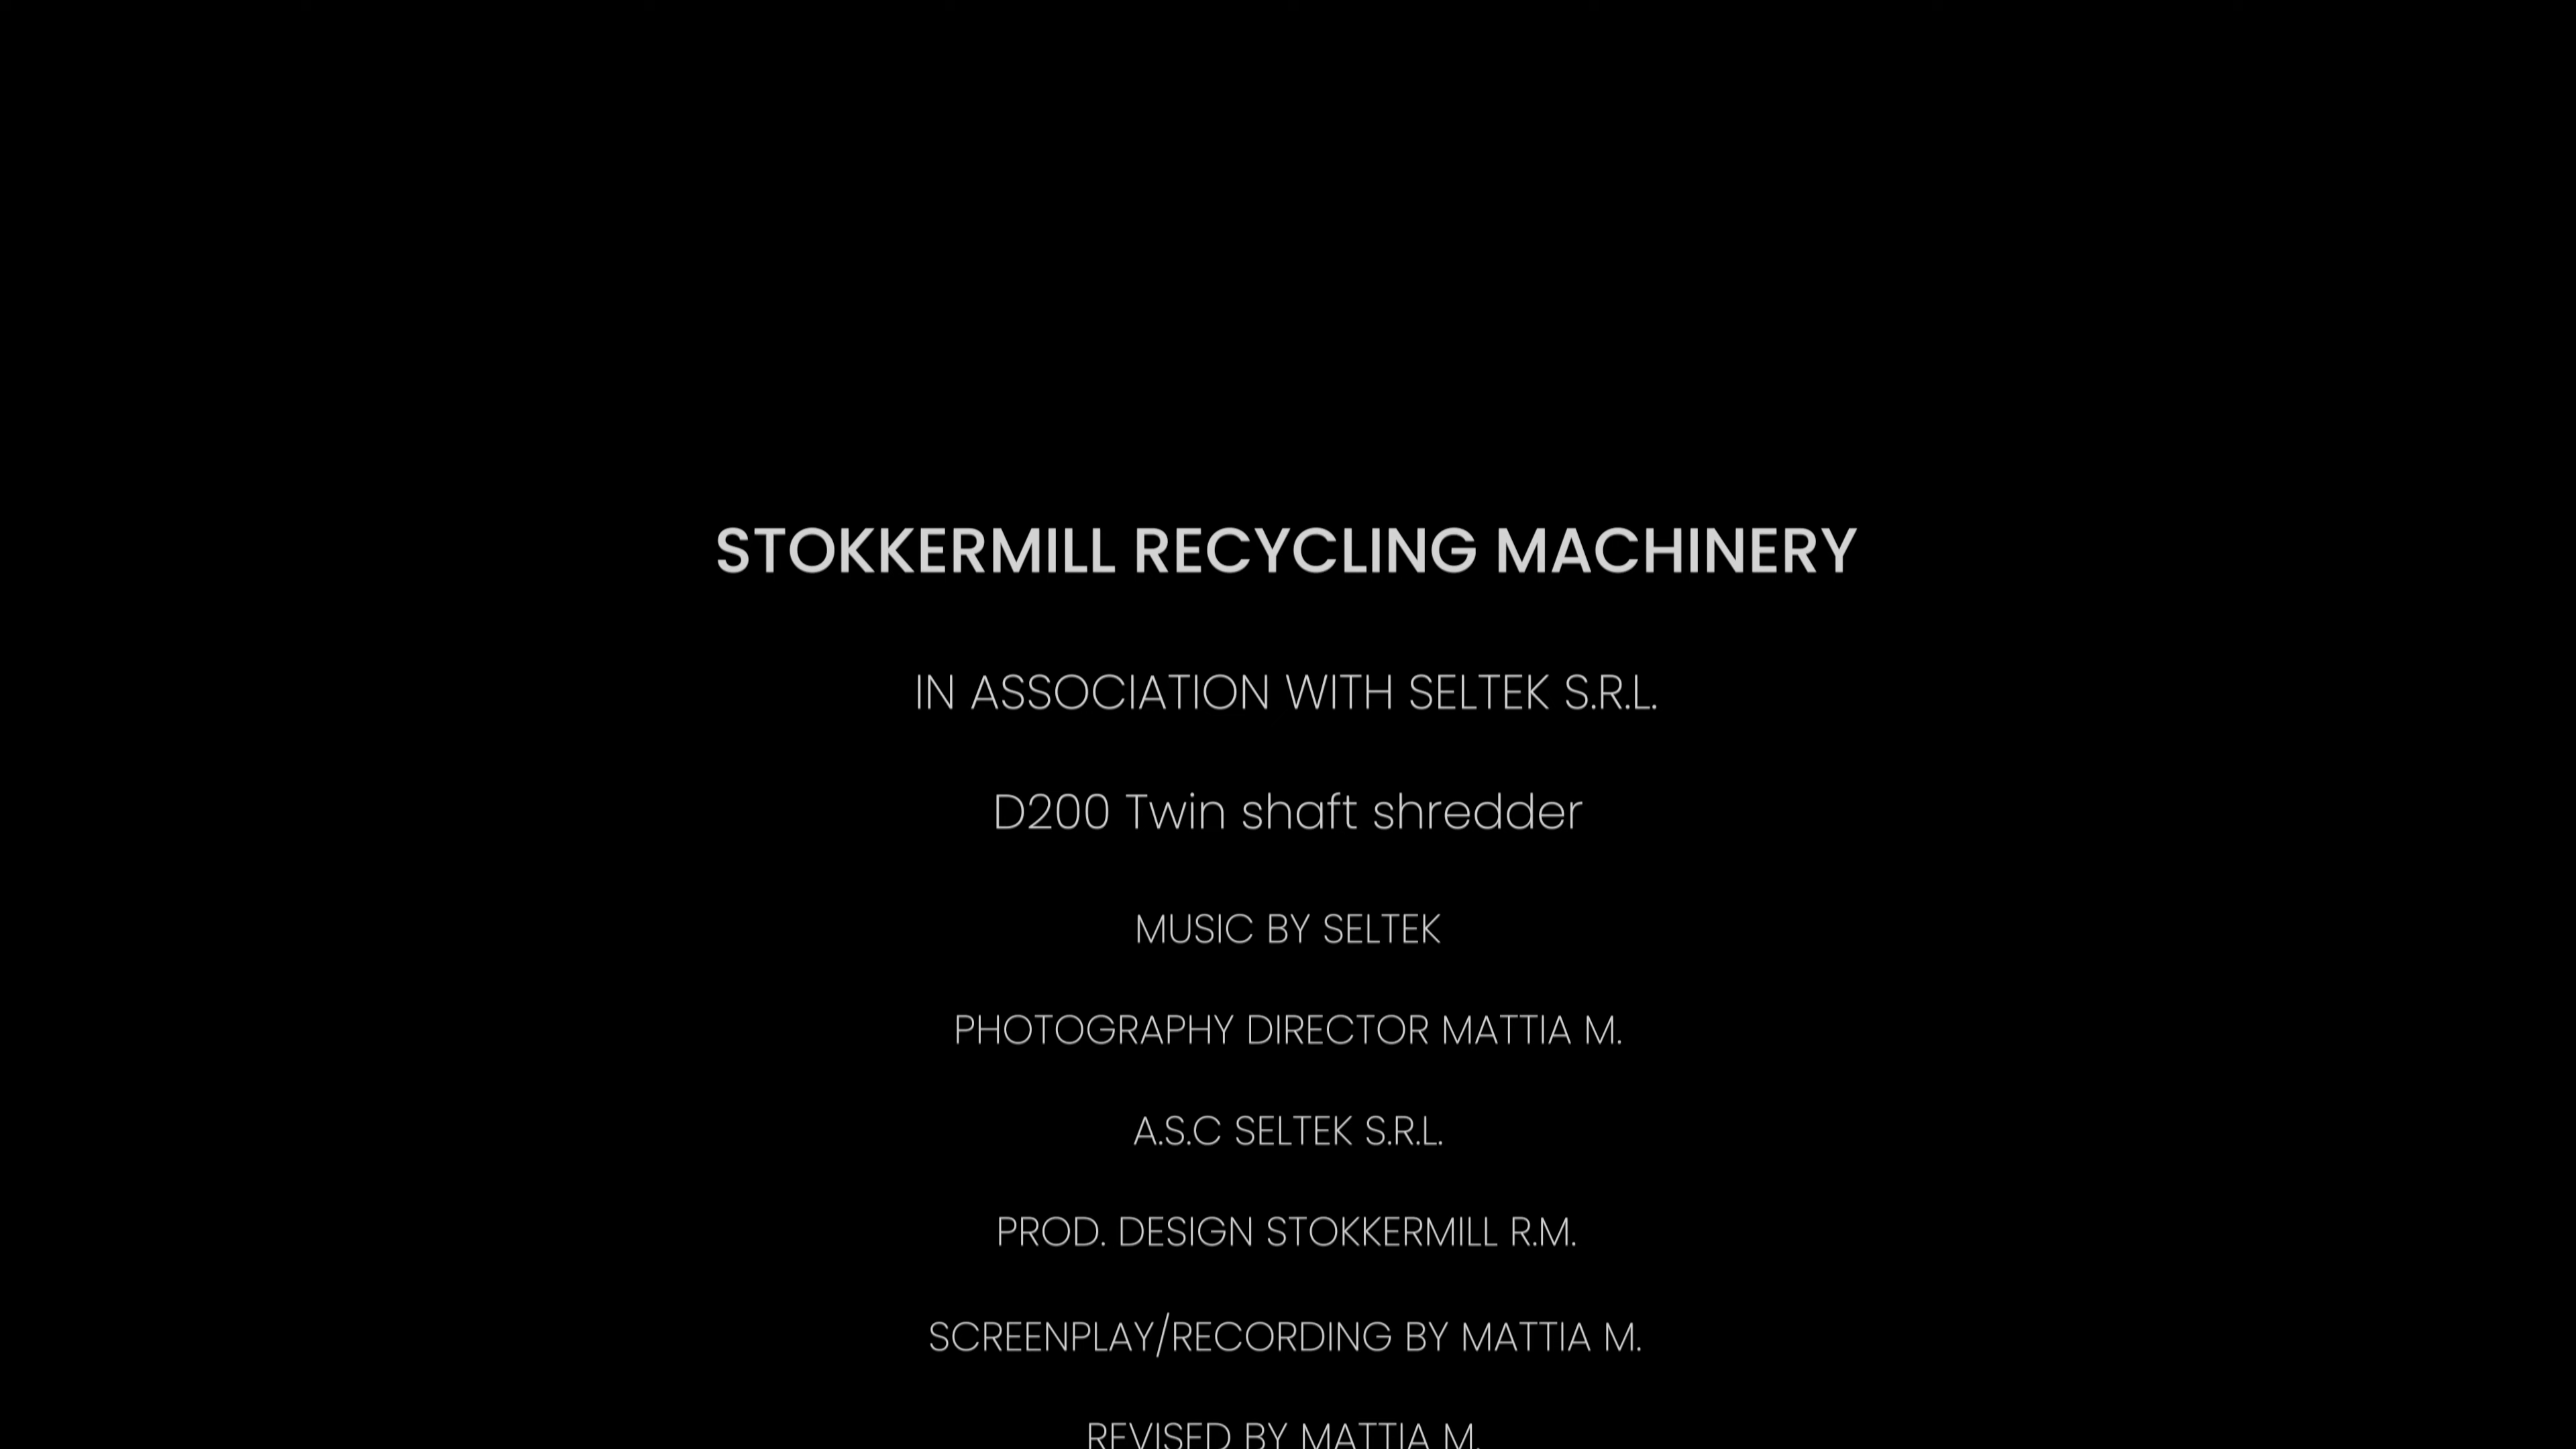 STOKKERMILL RECYCLING MACHINERY
IN ASSOCIATION WITH SELTEK S.R.L.
D200 Twin shaft shredder
MUSIC BY SELTEK
PHOTOGRAPHY DIRECTOR MATTIA M.
A.S.C SELTEK S.R.L.
PROD. DESIGN STOKKERMILL R.M.
SCREENPLAY/RECORDING BY MATTIA M.
REVISED BY MATTIA M.